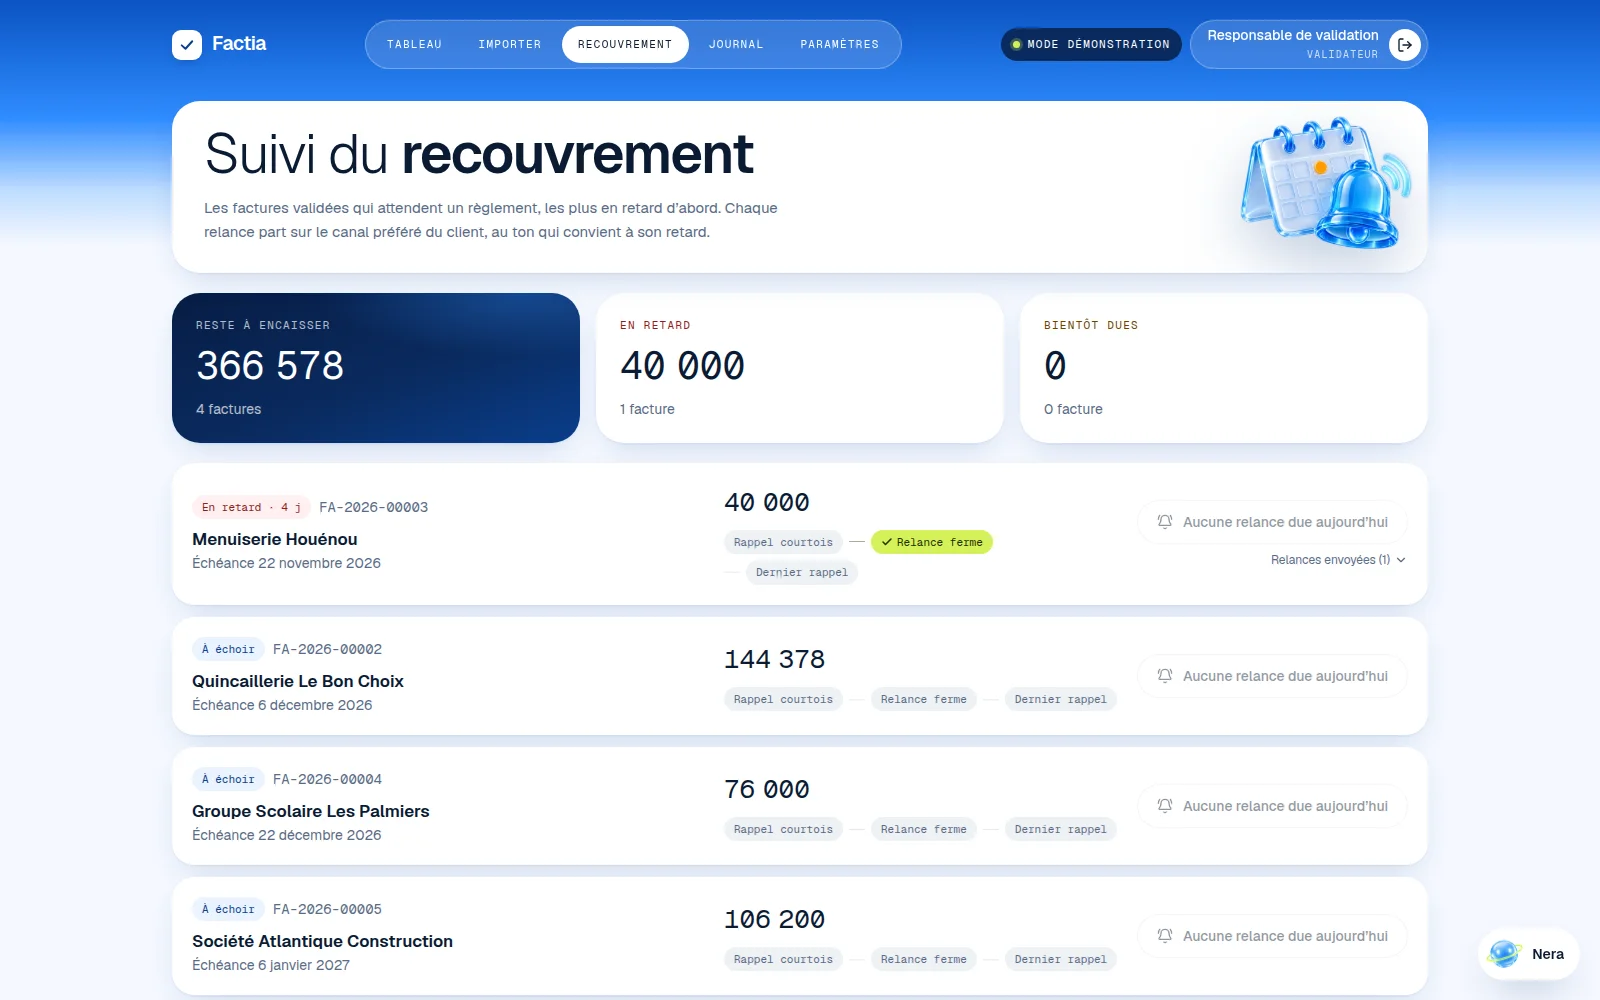 Factia
TABLEAU
IMPORTER
RECOUVREMENT
JOURNAL
PARAMÈTRES
MODE DÉMONSTRATION
Responsable de validation
VALIDATEUR
Suivi du recouvrement
Les factures validées qui attendent un règlement, les plus en retard d’abord. Chaque
relance part sur le canal préféré du client, au ton qui convient à son retard.
RESTE À ENCAISSER
366 578
4 factures
EN RETARD
40 000
1 facture
BIENTÔT DUES
0
0 facture
En retard · 4 j FA-2026-00003
Menuiserie Houénou
Échéance 22 novembre 2026
40 000
Rappel courtois Relance ferme
Dernier rappel
Aucune relance due aujourd’hui
Relances envoyées (1)
À échoir FA-2026-00002
Quincaillerie Le Bon Choix
Échéance 6 décembre 2026
144 378
Rappel courtois Relance ferme Dernier rappel
Aucune relance due aujourd’hui
À échoir FA-2026-00004
Groupe Scolaire Les Palmiers
Échéance 22 décembre 2026
76 000
Rappel courtois Relance ferme Dernier rappel
Aucune relance due aujourd’hui
À échoir FA-2026-00005
Société Atlantique Construction
Échéance 6 janvier 2027
106 200
Rappel courtois Relance ferme Dernier rappel
Aucune relance due aujourd’hui
Nera